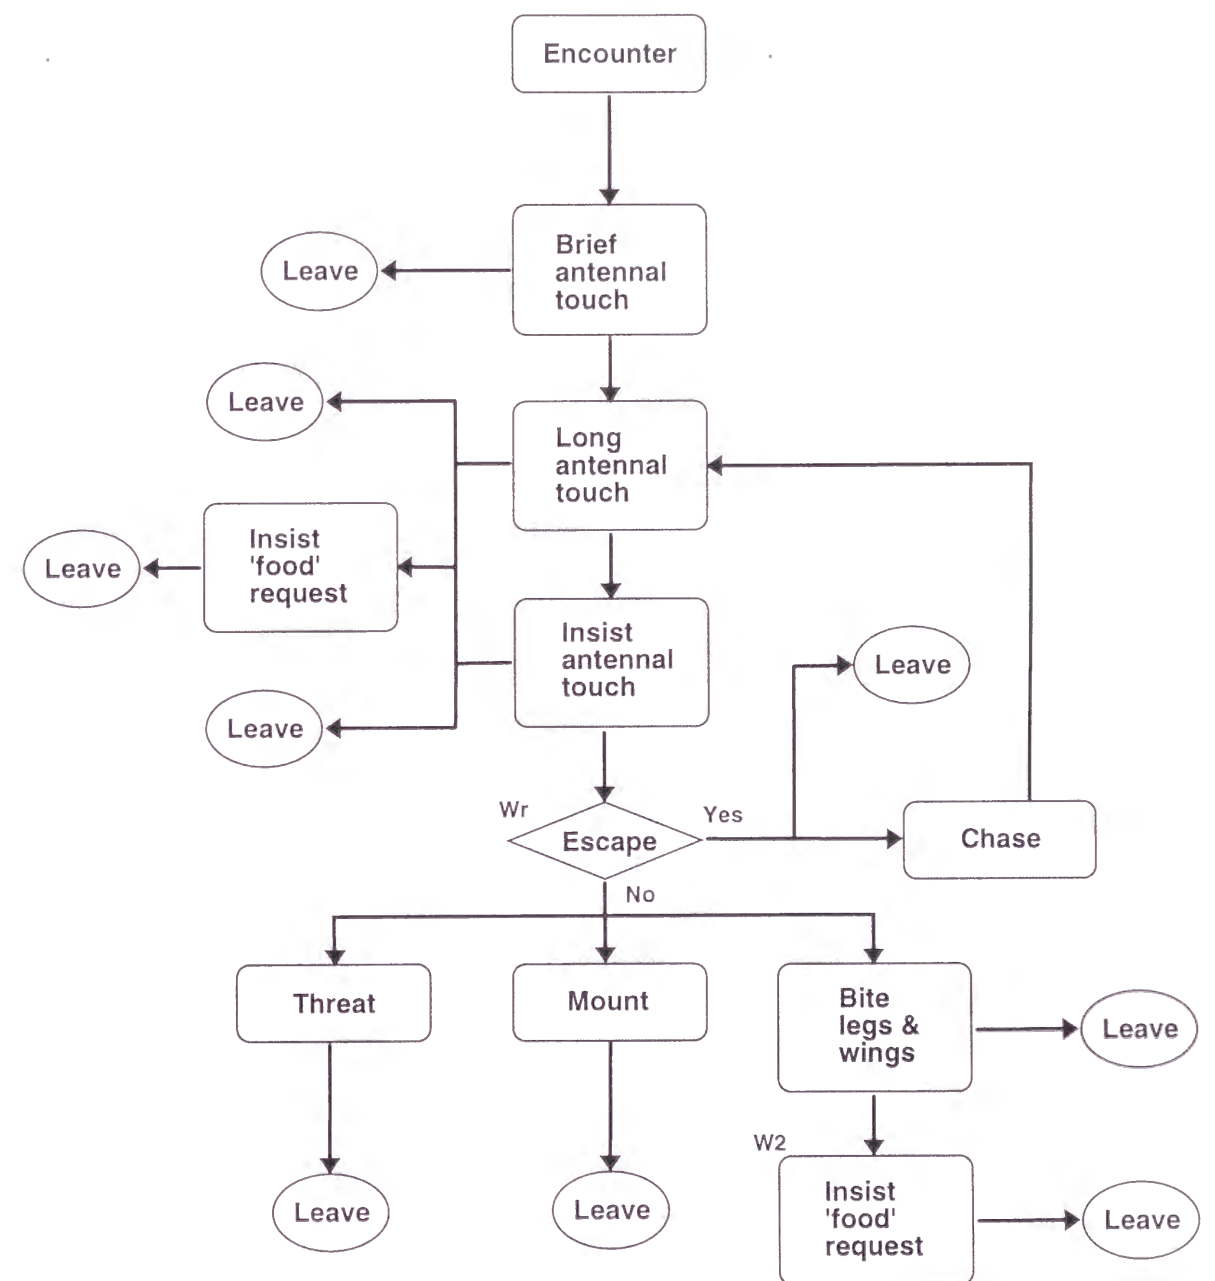 Encounter
Brief
antennal
touch
Leave
Leave
Long
antennal
touch
Insist
'food'
request
Leave
Insist
antennal
touch
Leave
Leave
Wr
Escape
Yes
Chase
No
Threat
Mount
Bite
legs &
wings
Leave
W2
Insist
'food'
request
Leave
Leave
Leave